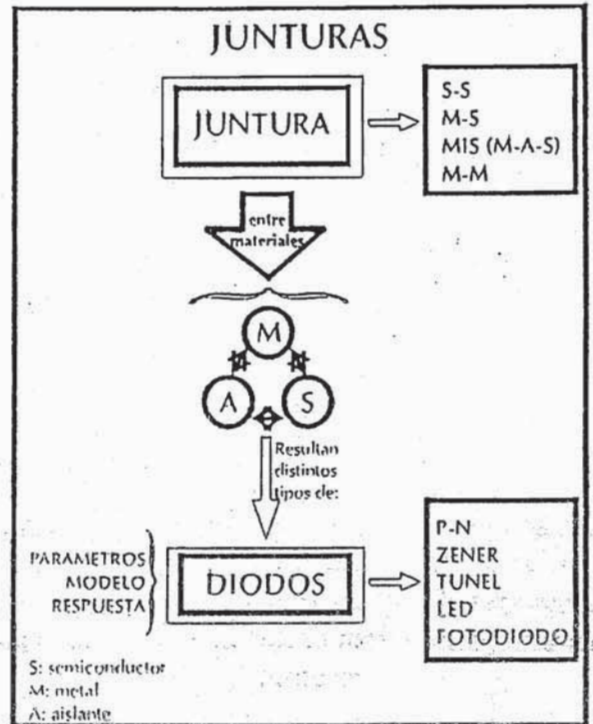 JUNTURAS
JUNTURA
S-S
M-S
MIS (M-A-S)
M-M
entre
materiales
M
A
S
Resultan
distintos
tipos de:
PARAMETROS
MODELO
RESPUESTA
DIODOS
P-N
ZENER
TUNEL
LED
FOTODIODO
S: semiconductor
M: metal
A: aislante